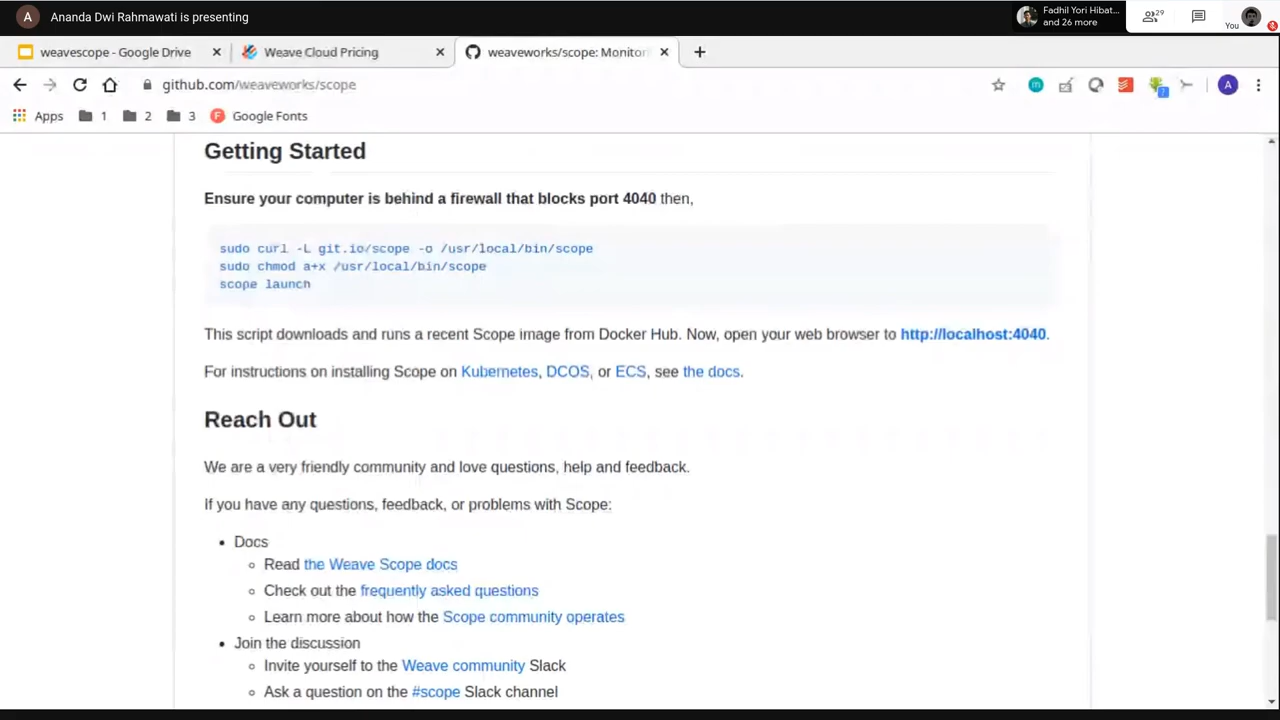 A Ananda Dwi Rahmawati is presenting
Fadhil Yori Hibat...
and 26 more
29
You
weavescope - Google Drive
Weave Cloud Pricing
weaveworks/scope: Monitor
github.com/weaveworks/scope
m
7
A
Apps
1
2
3
F Google Fonts
Getting Started
Ensure your computer is behind a firewall that blocks port 4040 then,
sudo curl -L git.io/scope -o /usr/local/bin/scope
sudo chmod a+x /usr/local/bin/scope
scope launch
This script downloads and runs a recent Scope image from Docker Hub. Now, open your web browser to http://localhost:4040.
For instructions on installing Scope on Kubernetes, DCOS, or ECS, see the docs.
Reach Out
We are a very friendly community and love questions, help and feedback.
If you have any questions, feedback, or problems with Scope:
Docs
Read the Weave Scope docs
Check out the frequently asked questions
Learn more about how the Scope community operates
Join the discussion
Invite yourself to the Weave community Slack
Ask a question on the #scope Slack channel